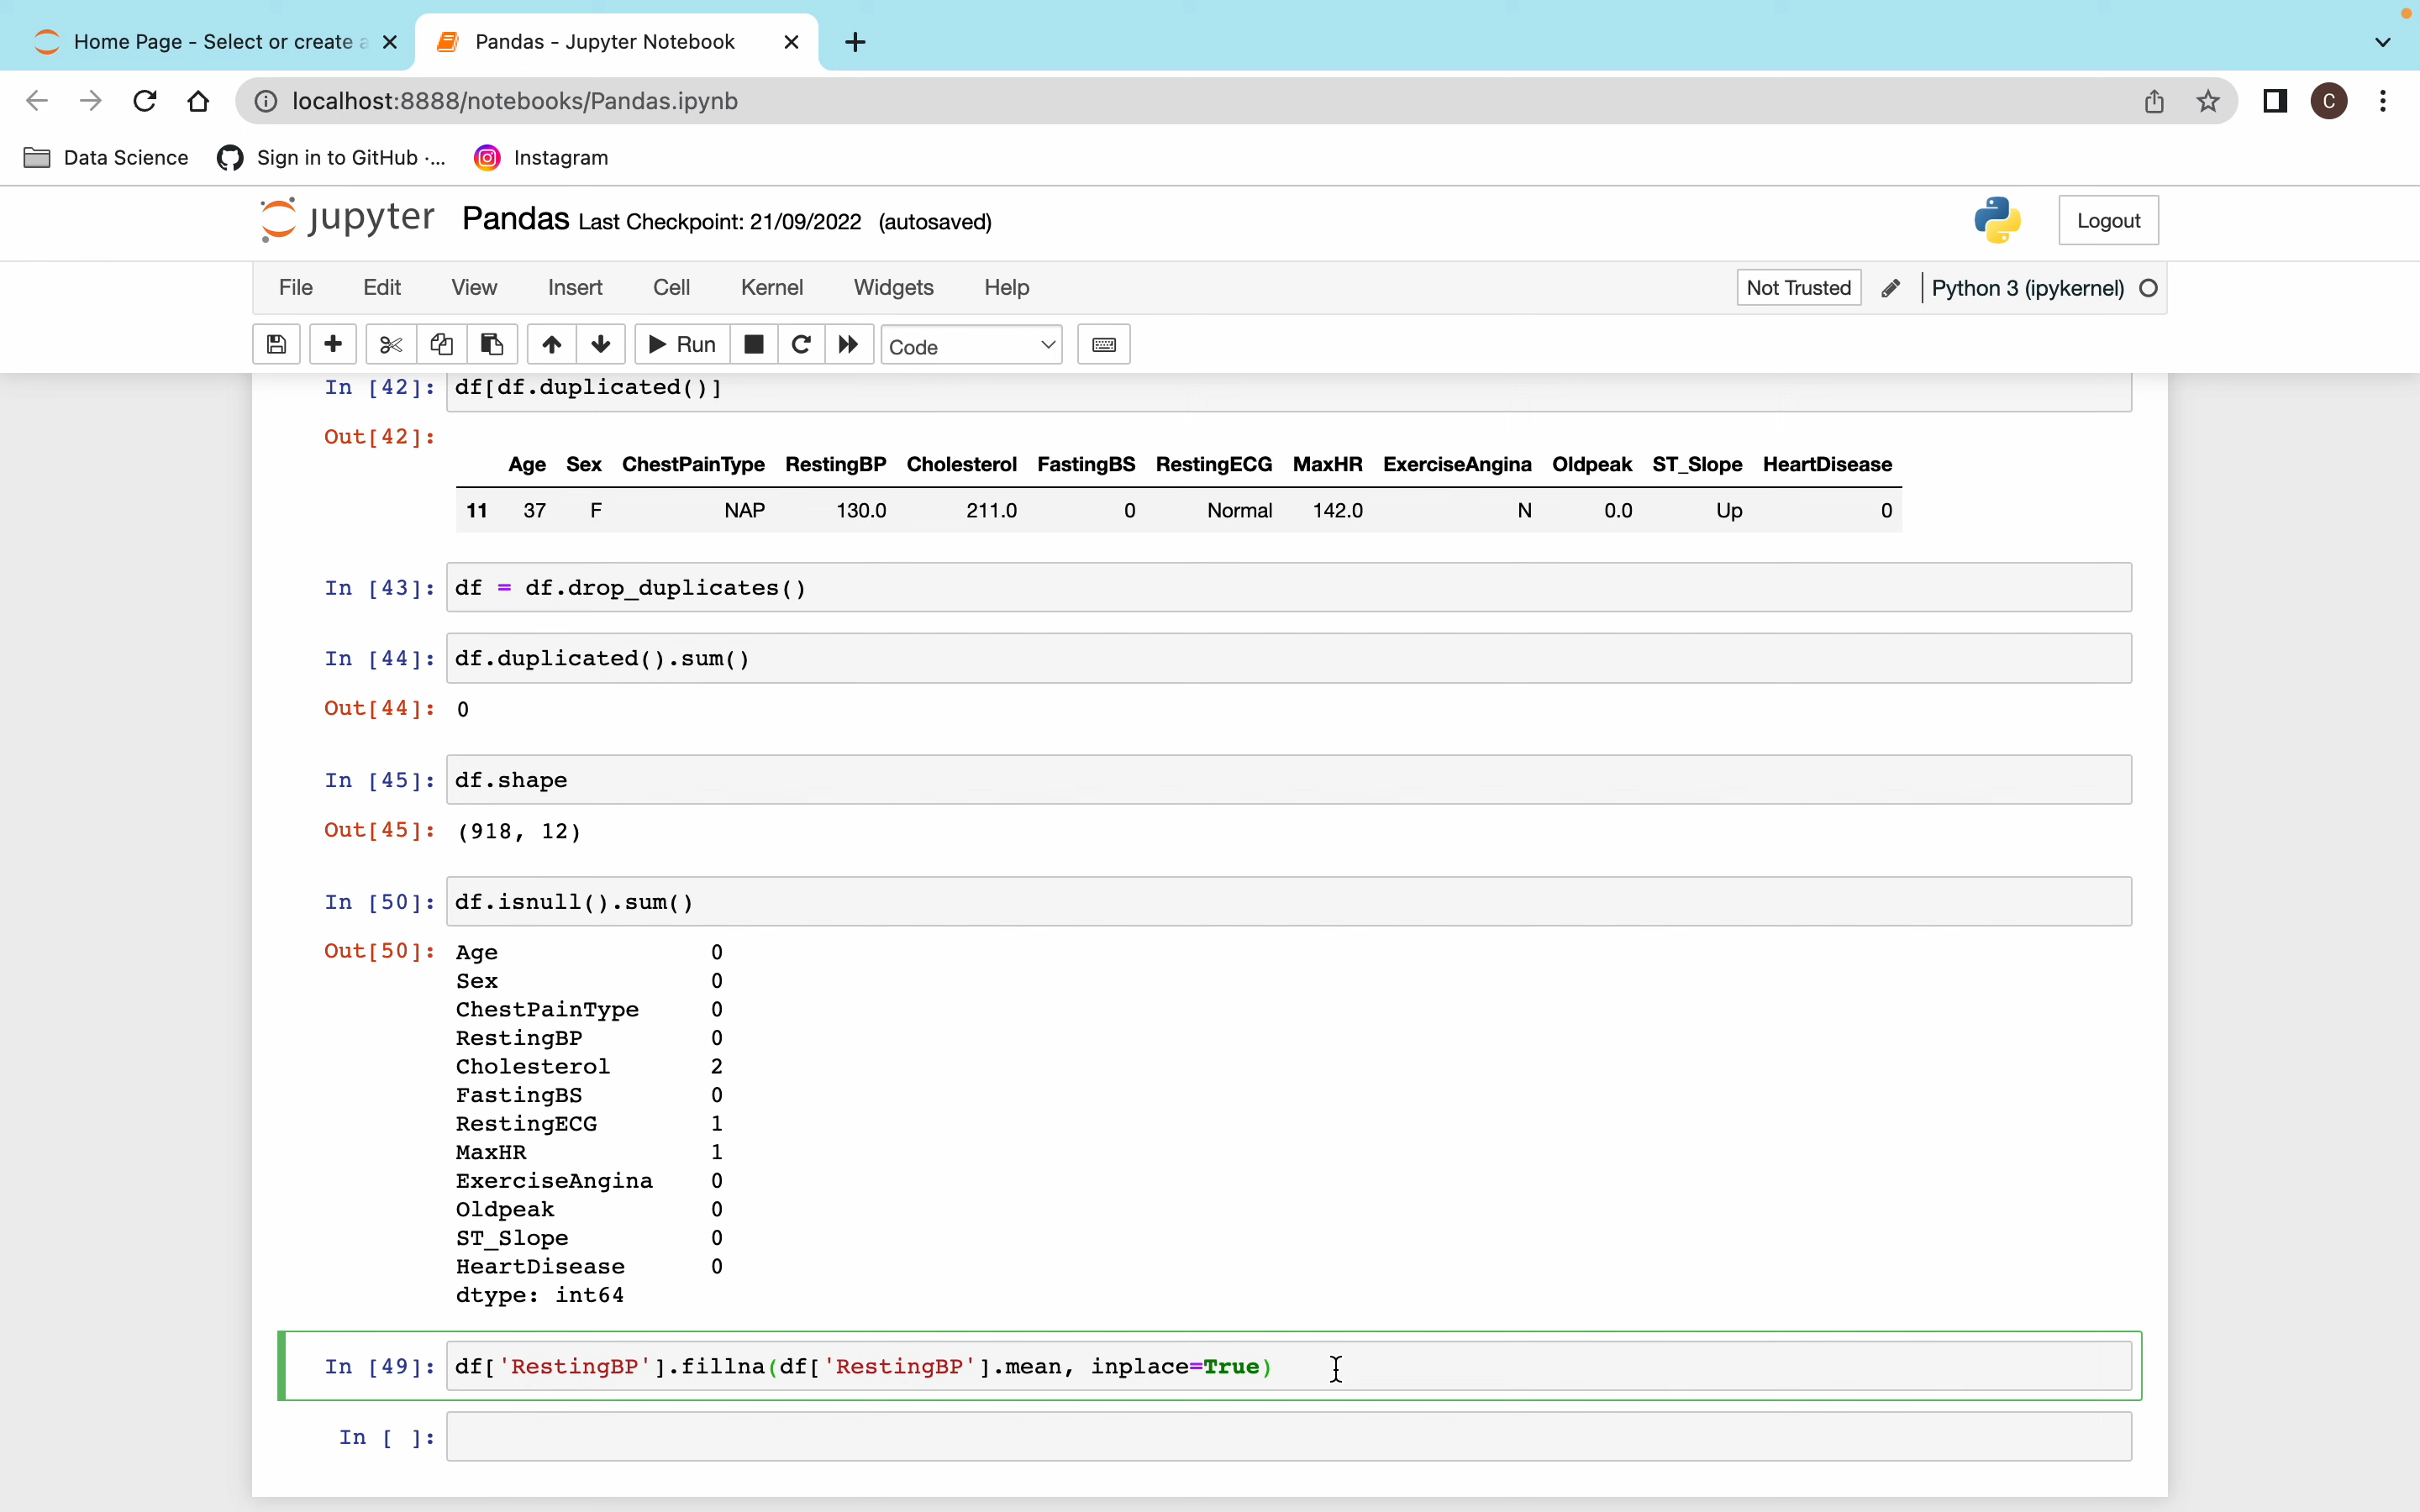 Home Page - Select or create a
Pandas - Jupyter Notebook
localhost:8888/notebooks/Pandas.ipynb
C
Data Science
Sign in to GitHub ·...
Instagram
jupyter Pandas Last Checkpoint: 21/09/2022 (autosaved)
Logout
File Edit View Insert Cell Kernel Widgets Help
Not Trusted
Python 3 (ipykernel)
Run
Code
In [42]: df[df.duplicated()]
Out[42]:
Age Sex ChestPainType RestingBP Cholesterol FastingBS RestingECG MaxHR ExerciseAngina Oldpeak ST_Slope HeartDisease
11 37 F NAP 130.0 211.0 0 Normal 142.0 N 0.0 Up 0
In [43]: df = df.drop_duplicates()
In [44]: df.duplicated().sum()
Out[44]: 0
In [45]: df.shape
Out[45]: (918, 12)
In [50]: df.isnull().sum()
Out[50]: Age 0
Sex 0
ChestPainType 0
RestingBP 0
Cholesterol 2
FastingBS 0
RestingECG 1
MaxHR 1
ExerciseAngina 0
Oldpeak 0
ST_Slope 0
HeartDisease 0
dtype: int64
In [49]: df['RestingBP'].fillna(df['RestingBP'].mean, inplace=True)
In [ ]: